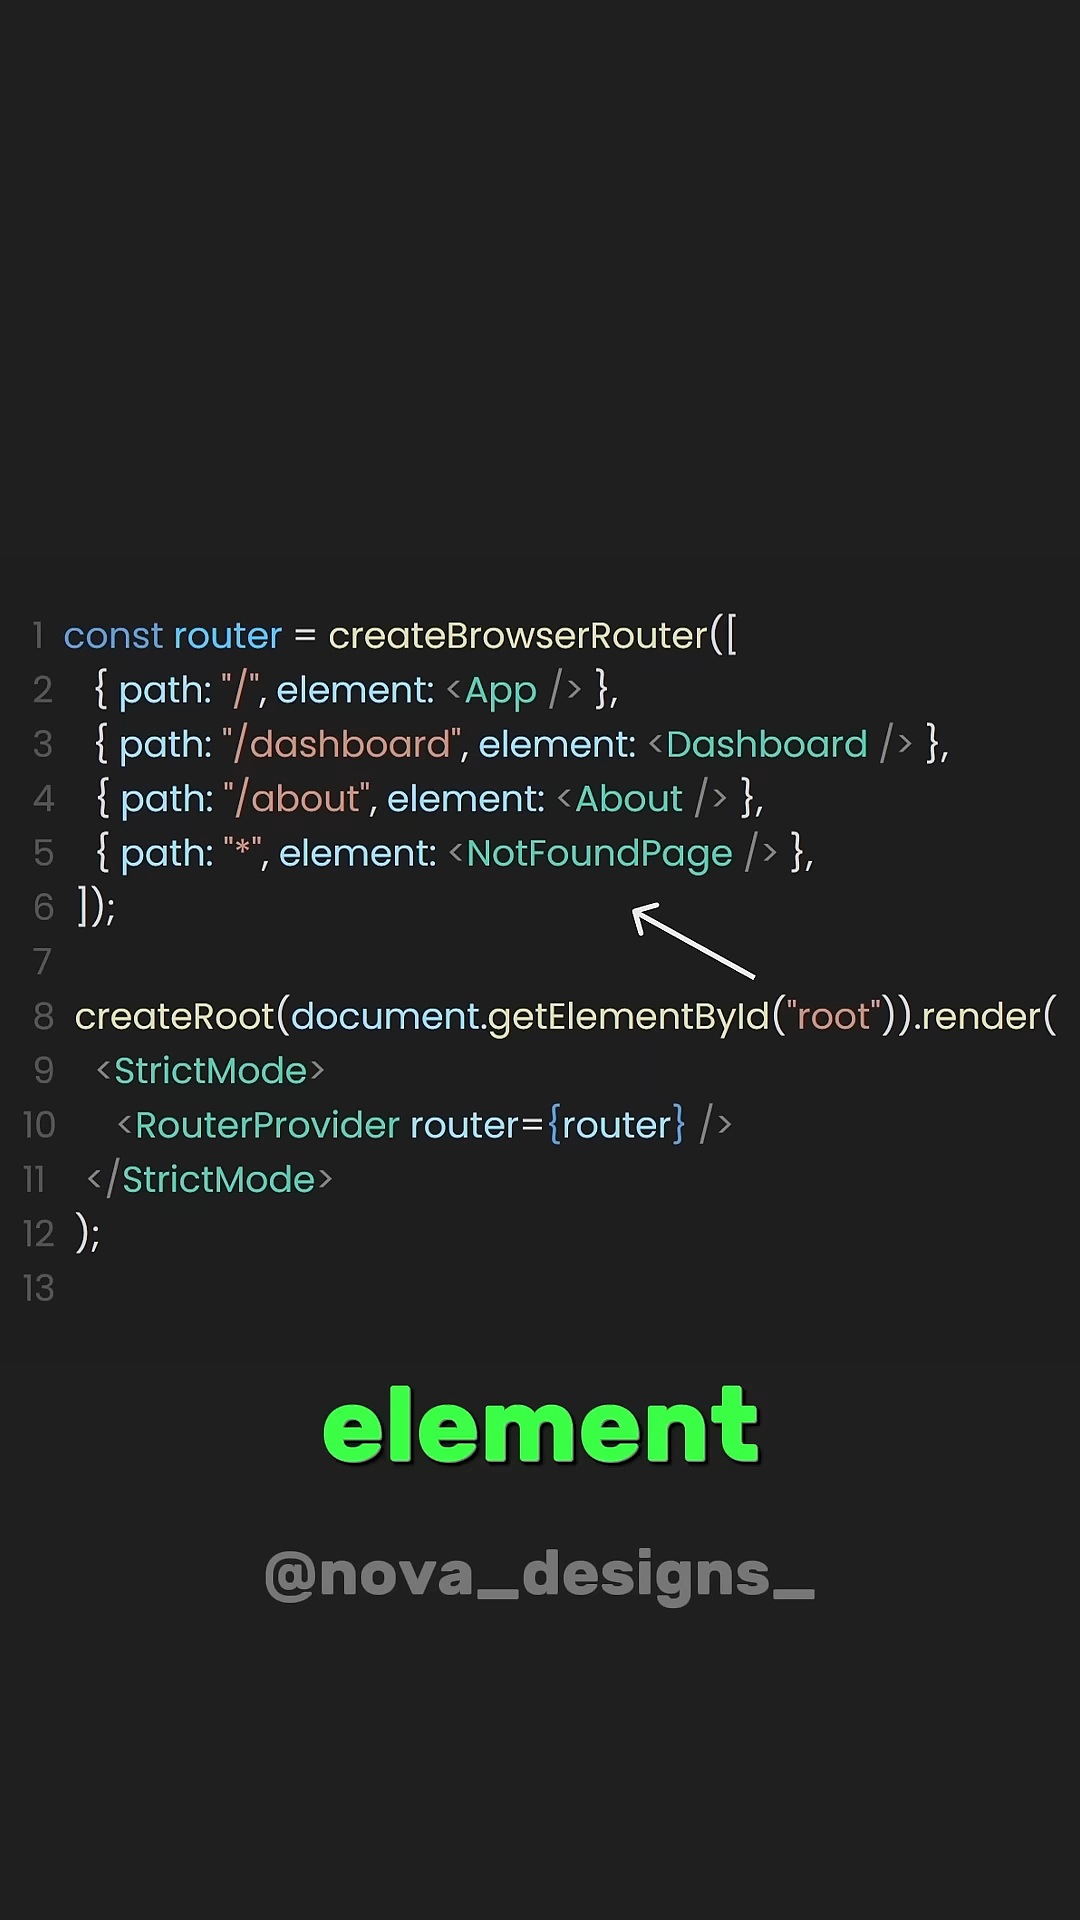 1 const router = createBrowserRouter([
2 { path: "/", element: <App /> },
3 { path: "/dashboard", element: <Dashboard /> },
4 { path: "/about", element: <About /> },
5 { path: "*", element: <NotFoundPage /> },
6 ]);
7
8 createRoot(document.getElementById("root")).render(
9 <StrictMode>
10 <RouterProvider router={router} />
11 </StrictMode>
12 );
13
element
@nova_designs_